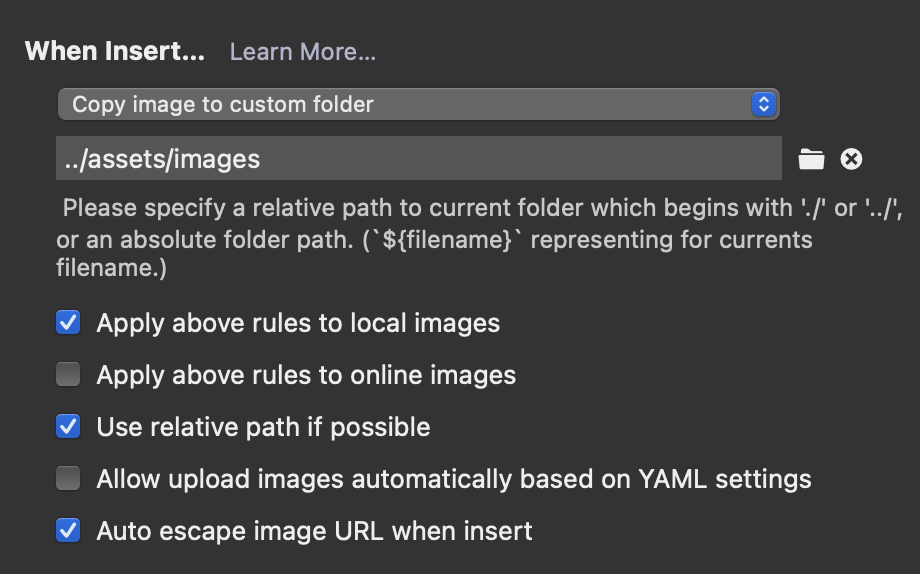 When Insert... Learn More...
Copy image to custom folder
../assets/images
Please specify a relative path to current folder which begins with './' or '../',
or an absolute folder path. (`${filename}` representing for currents
filename.)
Apply above rules to local images
Apply above rules to online images
Use relative path if possible
Allow upload images automatically based on YAML settings
Auto escape image URL when insert